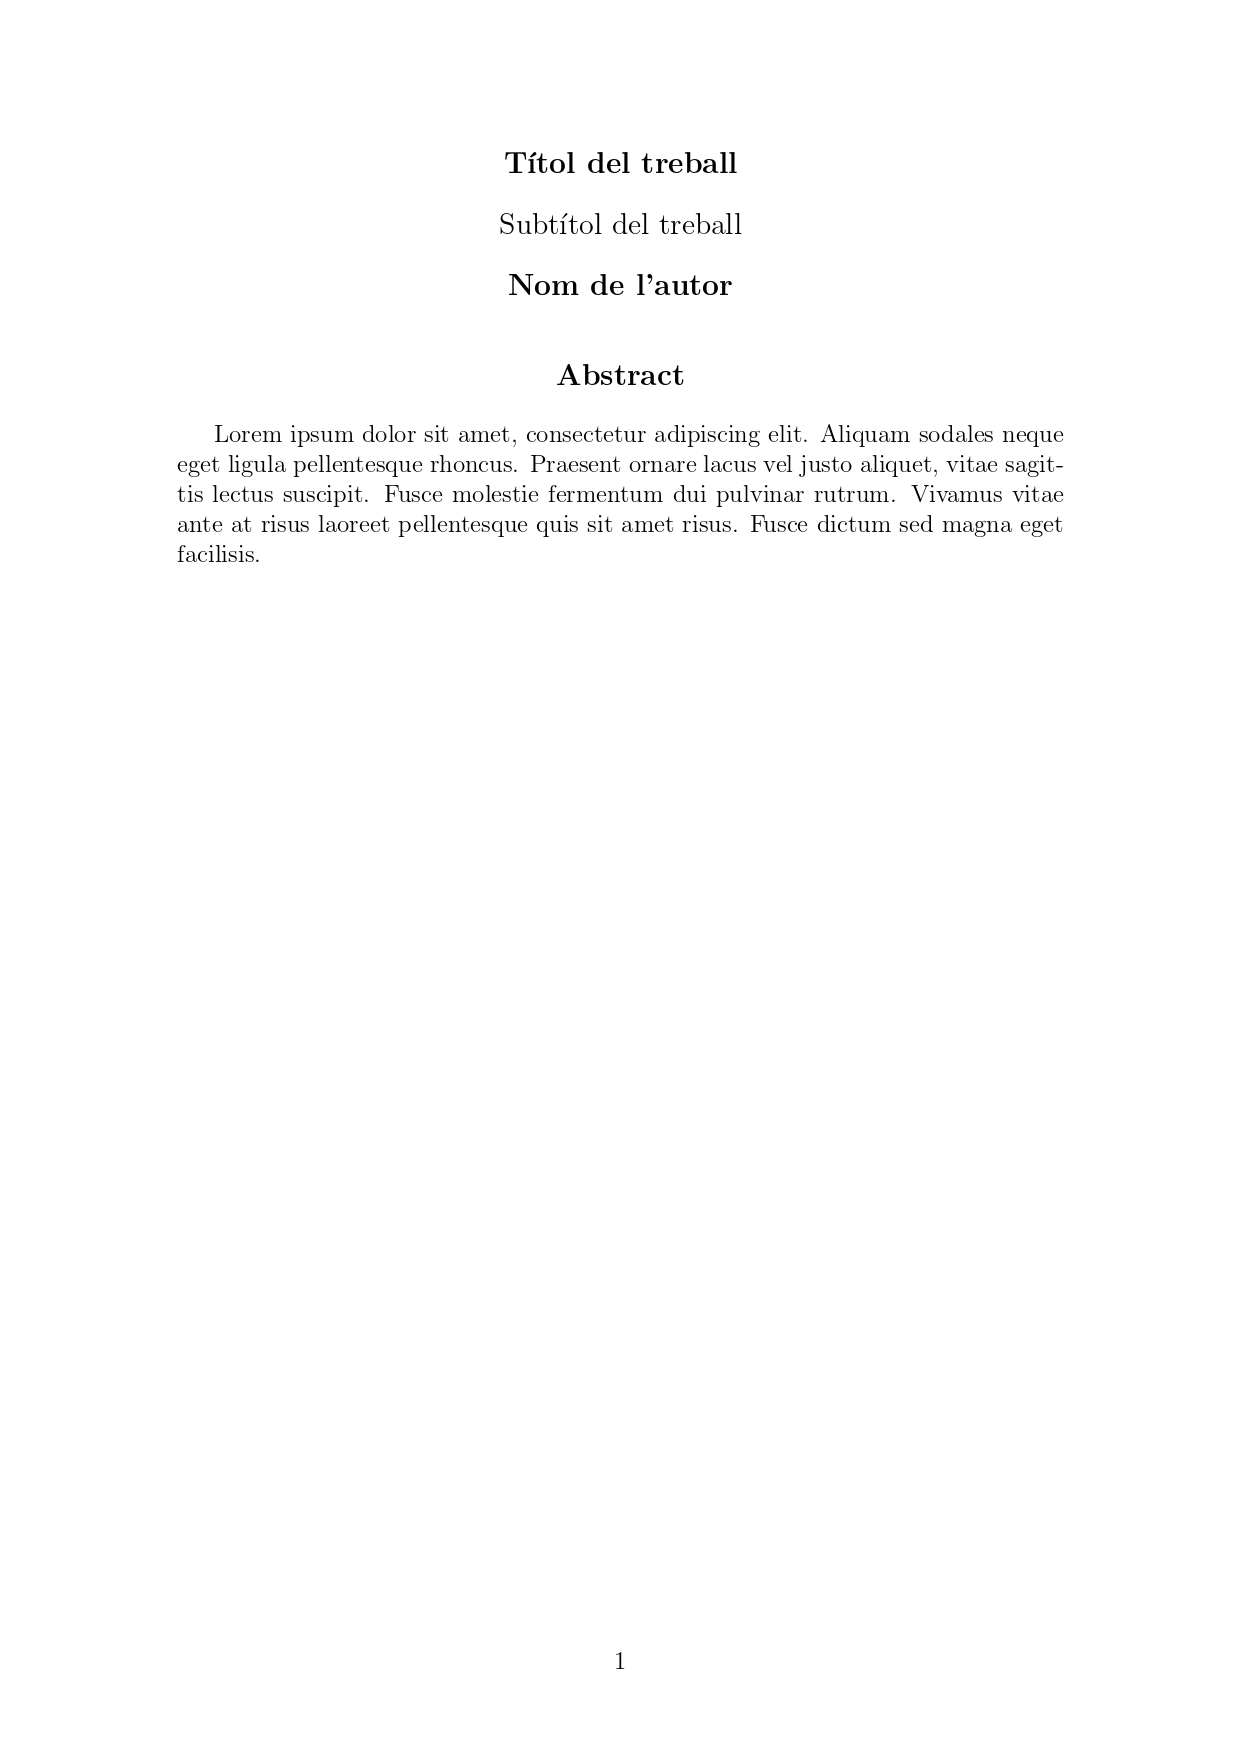 Títol del treball
Subtítol del treball
Nom de l'autor
Abstract
Lorem ipsum dolor sit amet, consectetur adipiscing elit. Aliquam sodales neque
eget ligula pellentesque rhoncus. Praesent ornare lacus vel justo aliquet, vitae sagit-
tis lectus suscipit. Fusce molestie fermentum dui pulvinar rutrum. Vivamus vitae
ante at risus laoreet pellentesque quis sit amet risus. Fusce dictum sed magna eget
facilisis.
1